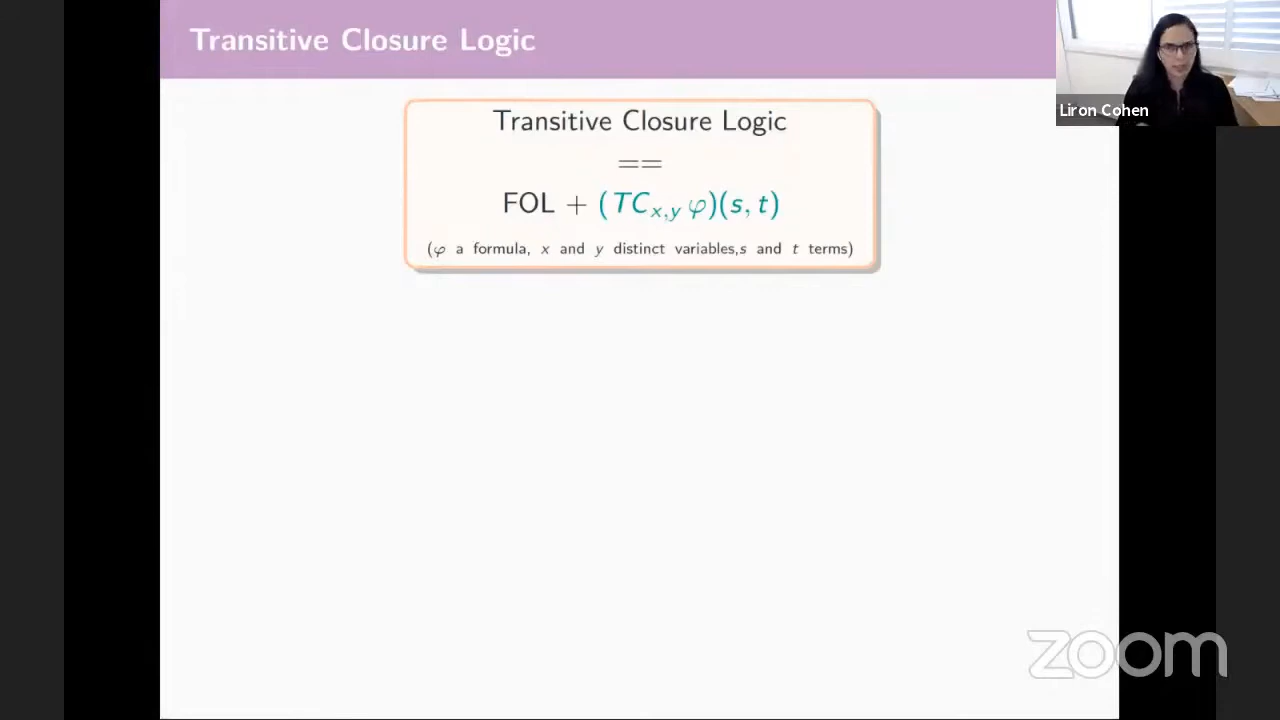 Transitive Closure Logic
Liron Cohen
Transitive Closure Logic
==
FOL + (TC_{x,y} φ)(s, t)
(φ a formula, x and y distinct variables,s and t terms)
zoom